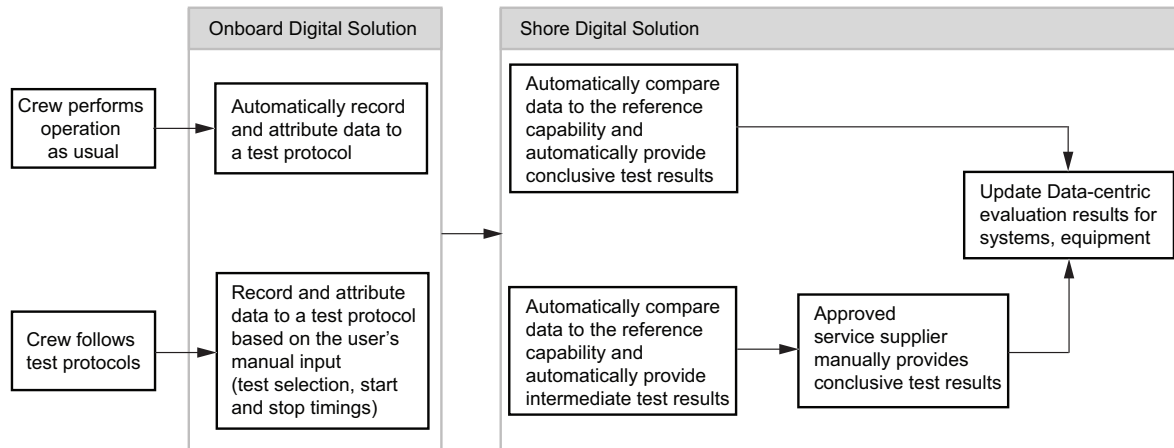 Onboard Digital Solution
Shore Digital Solution
Crew performs
operation
as usual
Automatically record
and attribute data to
a test protocol
Automatically compare
data to the reference
capability and
automatically provide
conclusive test results
Update Data-centric
evaluation results for
systems, equipment
Crew follows
test protocols
Record and attribute
data to a test protocol
based on the user's
manual input
(test selection, start
and stop timings)
Automatically compare
data to the reference
capability and
automatically provide
intermediate test results
Approved
service supplier
manually provides
conclusive test results